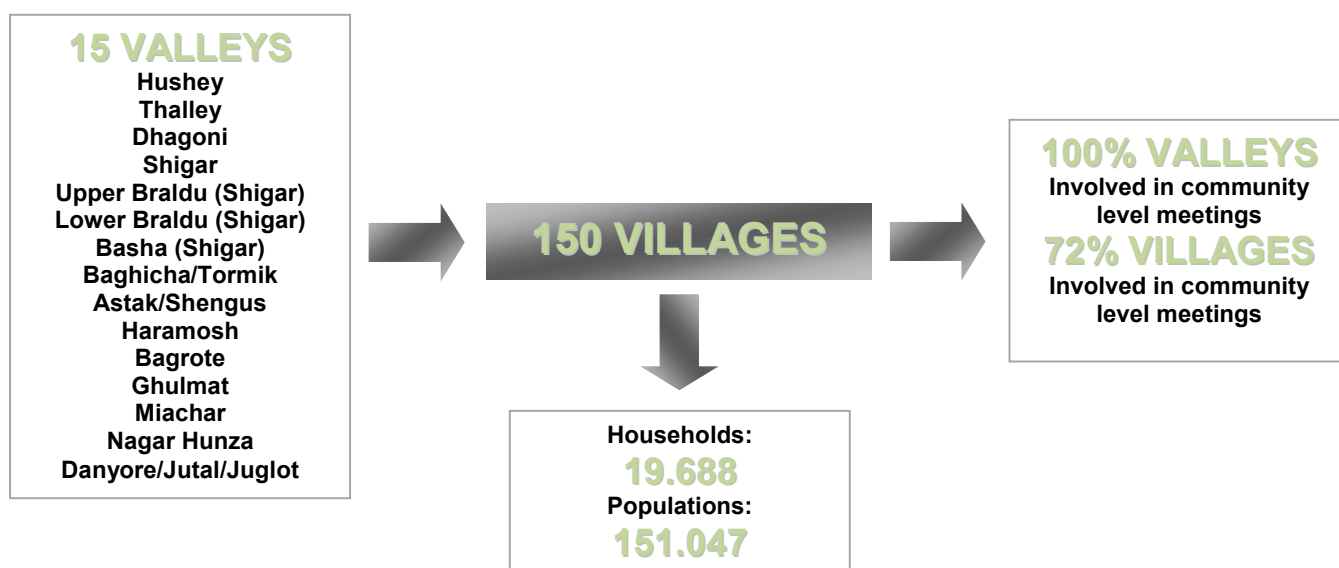 15 VALLEYS
Hushey
Thalley
Dhagoni
Shigar
Upper Braldu (Shigar)
Lower Braldu (Shigar)
Basha (Shigar)
Baghicha/Tormik
Astak/Shengus
Haramosh
Bagrote
Ghulmat
Miachar
Nagar Hunza
Danyore/Jutal/Juglot
150 VILLAGES
Households:
19.688
Populations:
151.047
100% VALLEYS
Involved in community
level meetings
72% VILLAGES
Involved in community
level meetings